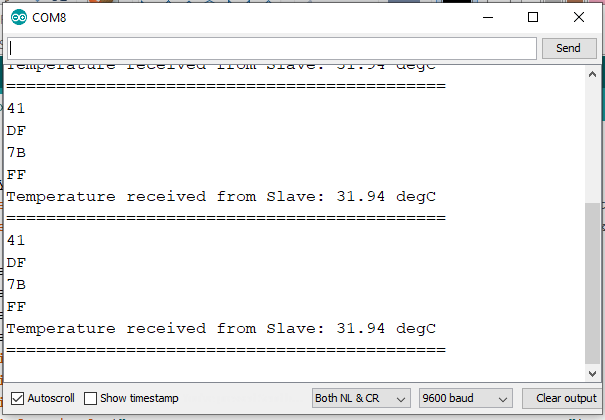 COM8
Send
Temperature received from Slave: 31.94 degC
============================================
41
DF
7B
FF
Temperature received from Slave: 31.94 degC
============================================
41
DF
7B
FF
Temperature received from Slave: 31.94 degC
============================================
Autoscroll Show timestamp Both NL & CR 9600 baud Clear output